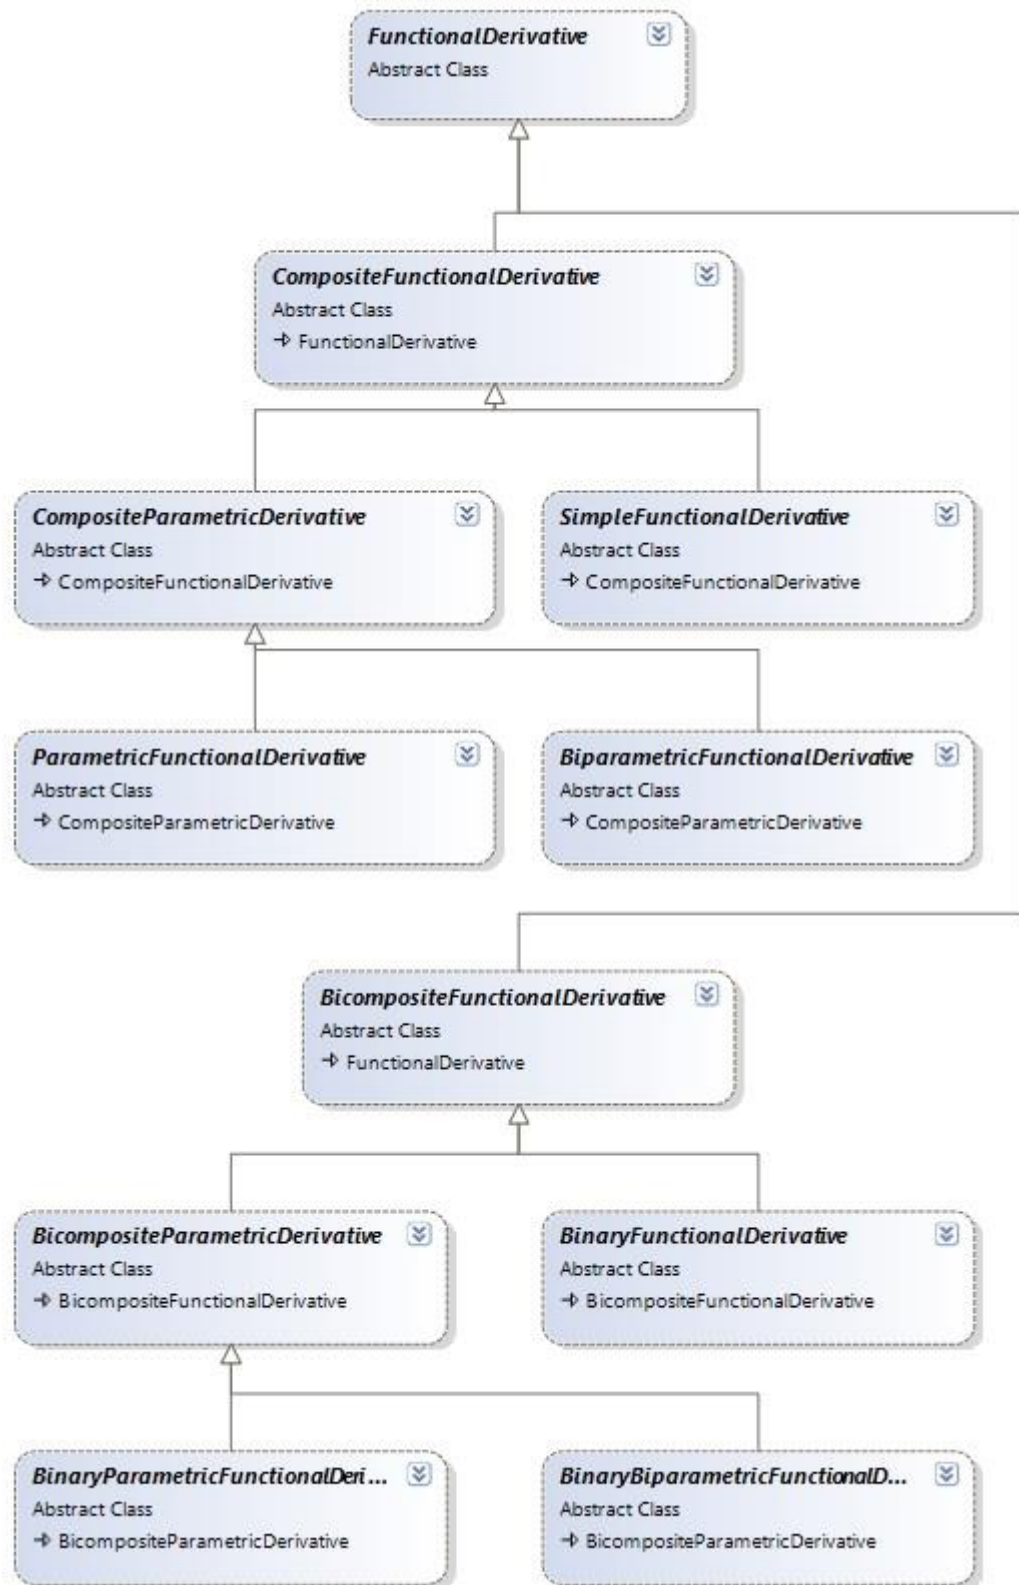 FunctionalDerivative
Abstract Class
CompositeFunctionalDerivative
Abstract Class
FunctionalDerivative
CompositeParametricDerivative
Abstract Class
CompositeFunctionalDerivative
SimpleFunctionalDerivative
Abstract Class
CompositeFunctionalDerivative
ParametricFunctionalDerivative
Abstract Class
CompositeParametricDerivative
BiparametricFunctionalDerivative
Abstract Class
CompositeParametricDerivative
BicompositeFunctionalDerivative
Abstract Class
FunctionalDerivative
BicompositeParametricDerivative
Abstract Class
BicompositeFunctionalDerivative
BinaryFunctionalDerivative
Abstract Class
BicompositeFunctionalDerivative
BinaryParametricFunctionalDeri...
Abstract Class
BicompositeParametricDerivative
BinaryBiparametricFunctionalD...
Abstract Class
BicompositeParametricDerivative